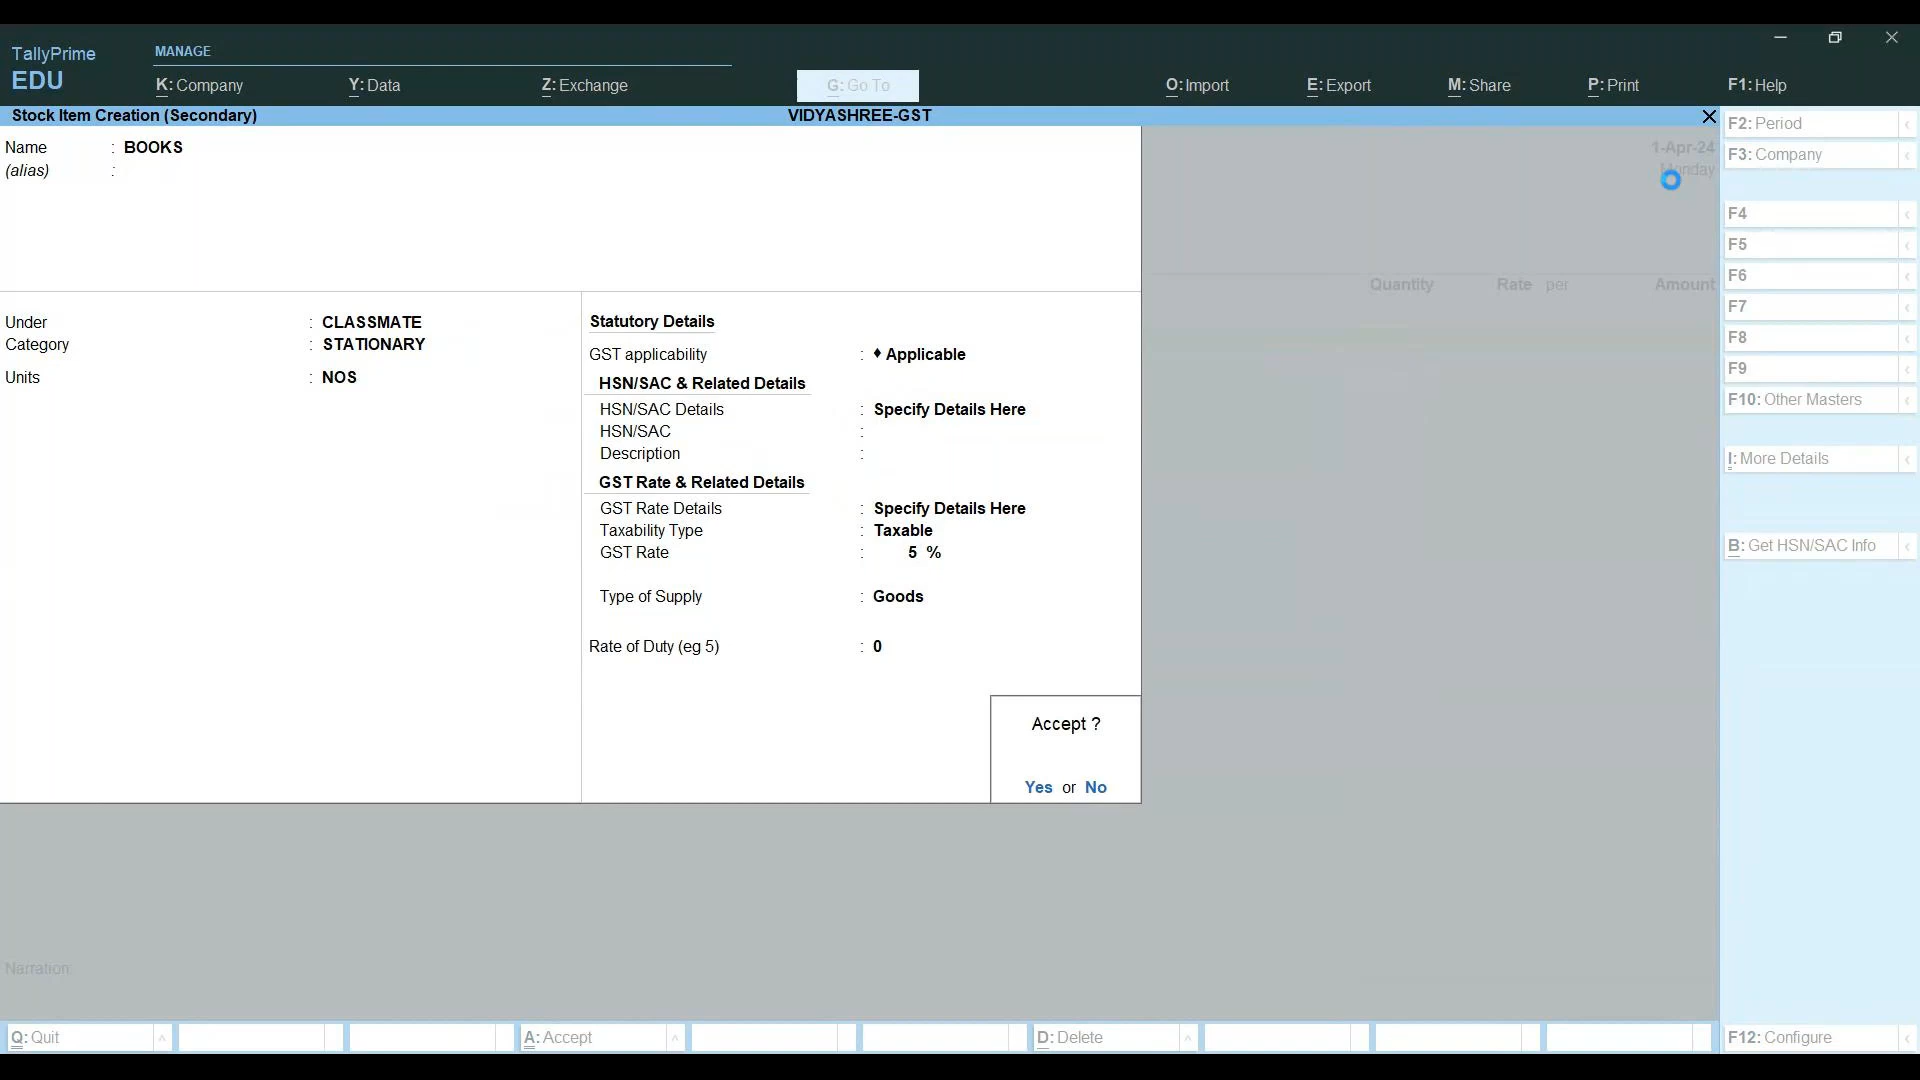 TallyPrime
EDU
MANAGE
K: Company
Y: Data
Z: Exchange
G: Go To
O: Import
E: Export
M: Share
P: Print
F1: Help
Stock Item Creation (Secondary)
VIDYASHREE-GST
Name : BOOKS
(alias) :
Under : CLASSMATE
Category : STATIONARY
Units : NOS
Statutory Details
GST applicability : ♦ Applicable
HSN/SAC & Related Details
HSN/SAC Details : Specify Details Here
HSN/SAC :
Description :
GST Rate & Related Details
GST Rate Details : Specify Details Here
Taxability Type : Taxable
GST Rate : 5 %
Type of Supply : Goods
Rate of Duty (eg 5) : 0
Accept ?
Yes or No
1-Apr-24
Monday
Quantity Rate per Amount
Narration:
F2: Period
F3: Company
F4
F5
F6
F7
F8
F9
F10: Other Masters
I: More Details
B: Get HSN/SAC Info
F12: Configure
Q: Quit
A: Accept
D: Delete